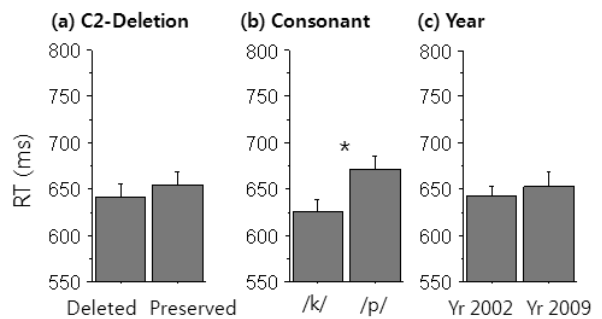 (a) C2-Deletion (b) Consonant (c) Year
800 800 800
750 750 750
700 700 700
*
650 650 650
600 600 600
550 550 550
RT (ms)
Deleted Preserved /k/ /p/ Yr 2002 Yr 2009